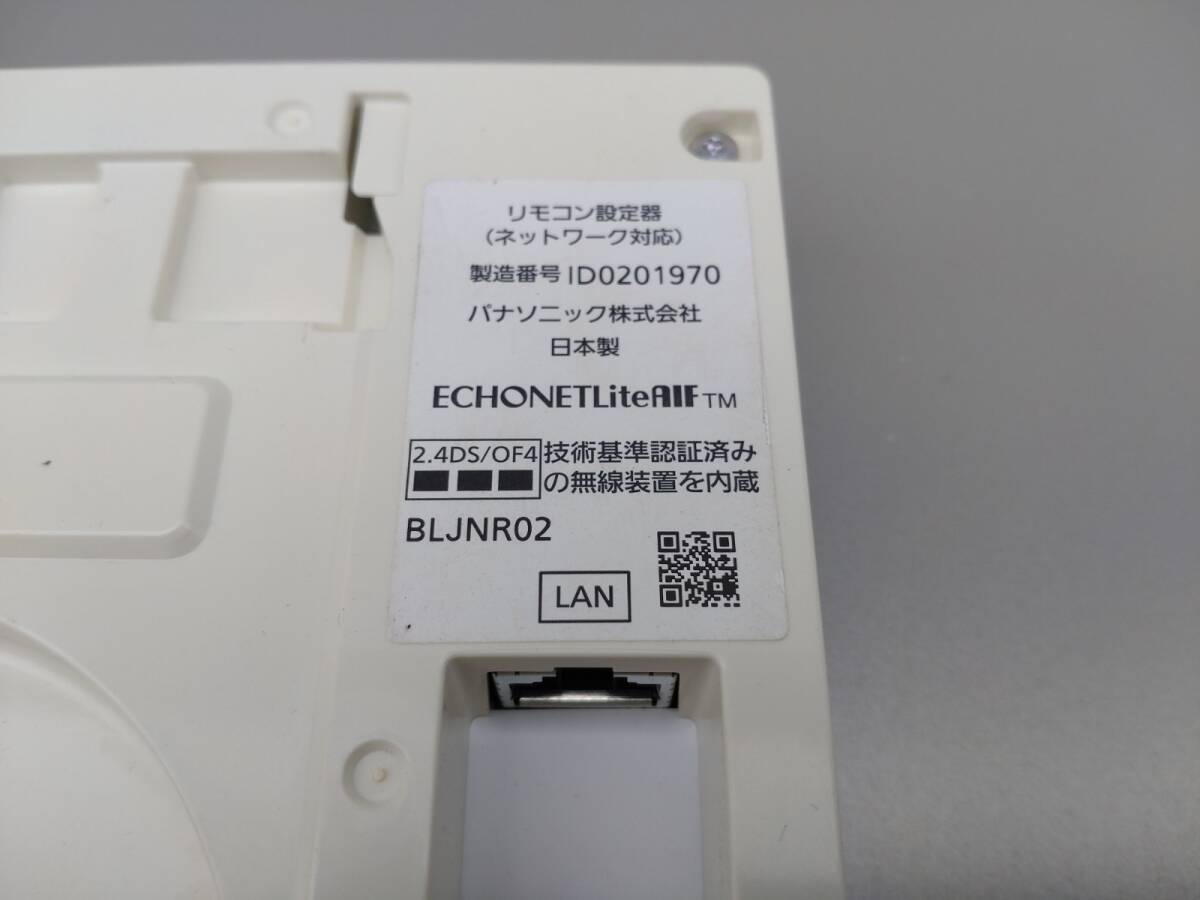 リモコン設定器
(ネットワーク対応)
製造番号 ID0201970
パナソニック株式会社
日本製
ECHONETLiteAIF TM
2.4DS/OF4
技術基準認証済み
の無線装置を内蔵
BLJNR02
LAN